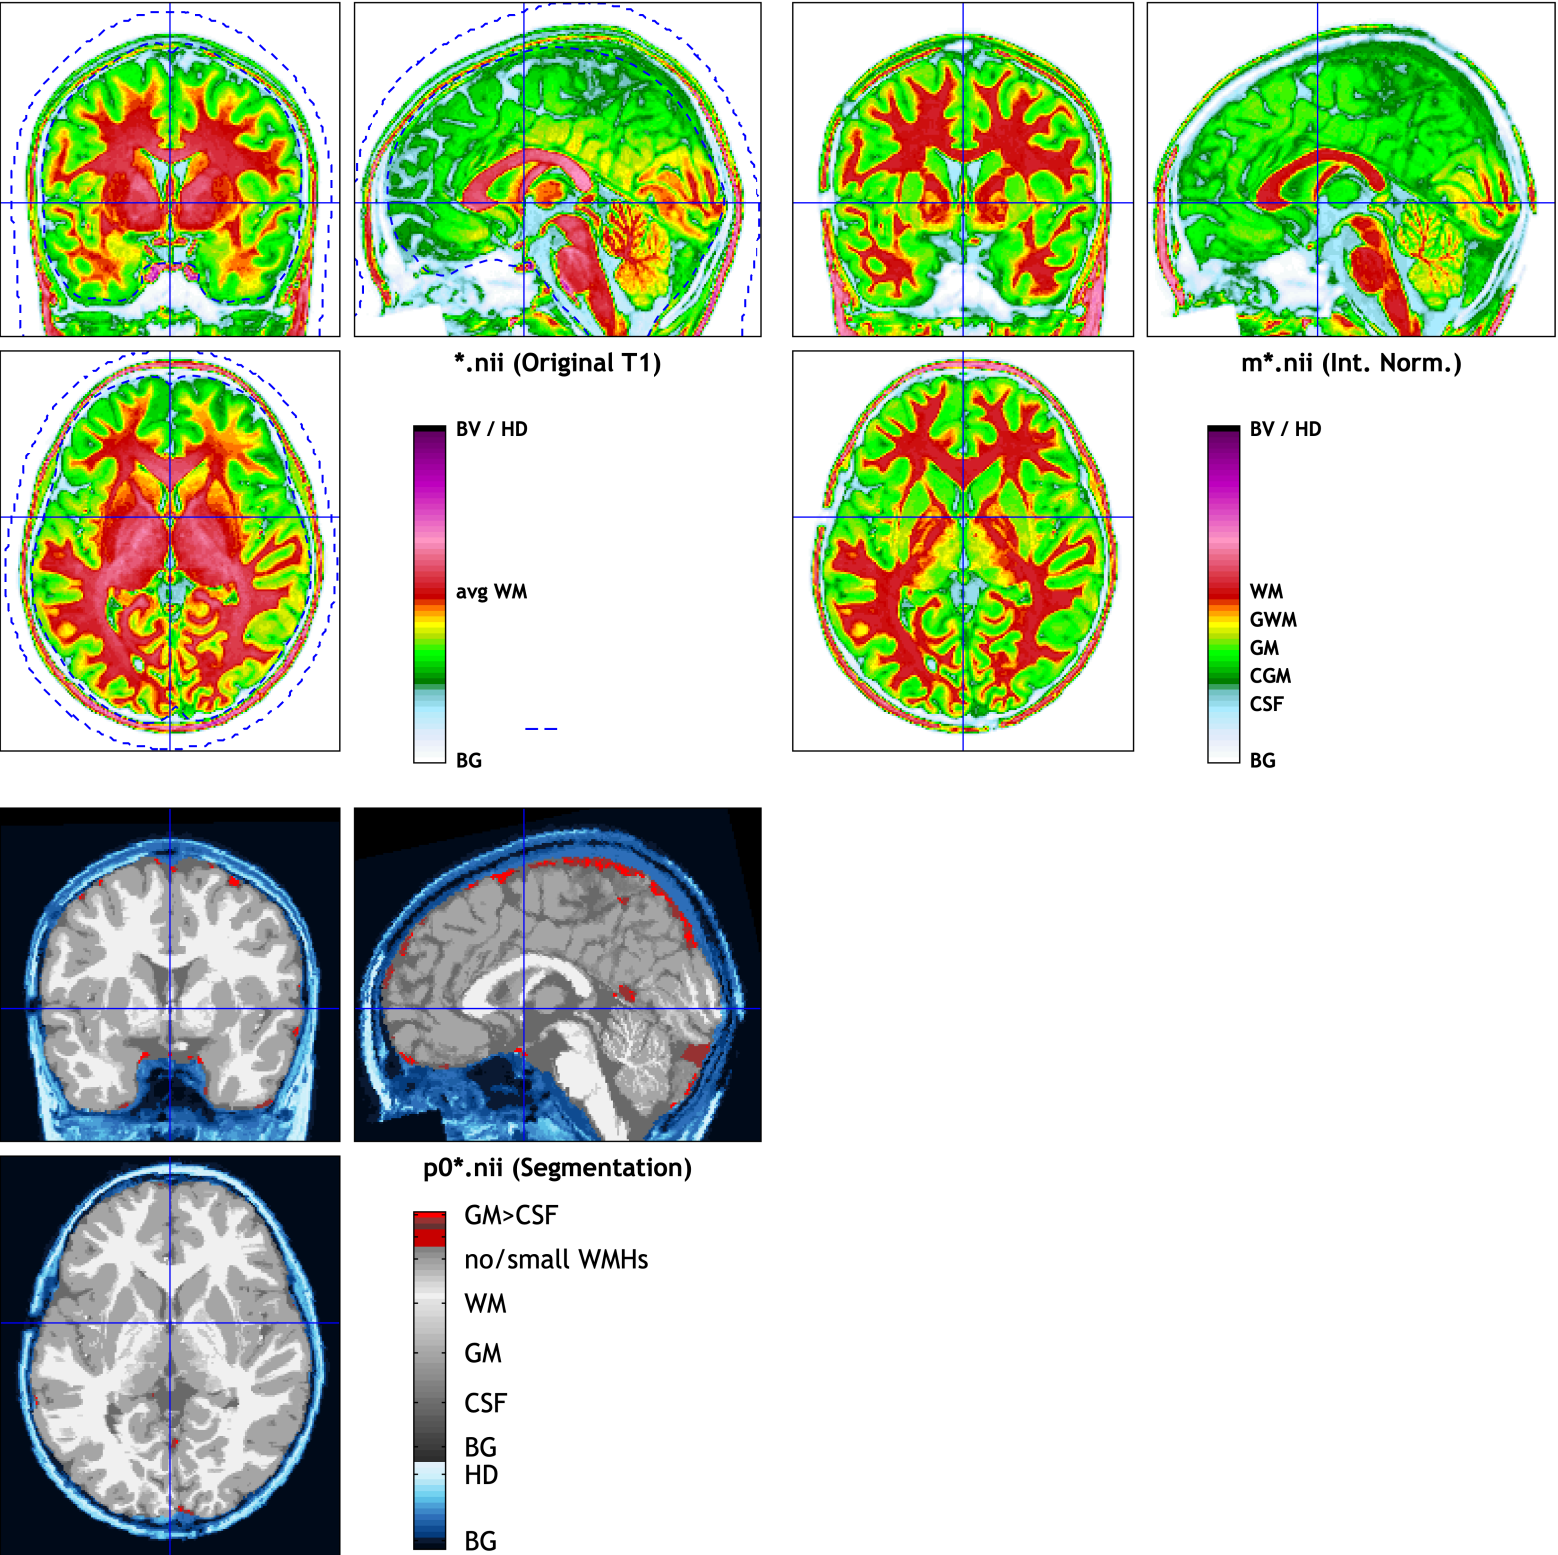 *.nii (Original T1)
BV / HD
avg WM
BG
m*.nii (Int. Norm.)
BV / HD
WM
GWM
GM
CGM
CSF
BG
p0*.nii (Segmentation)
GM>CSF
no/small WMHs
WM
GM
CSF
BG
HD
BG